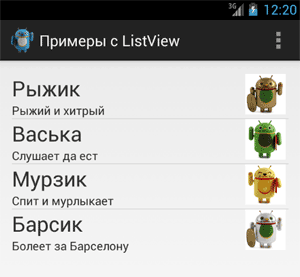 3G 12:20
Примеры с ListView
Рыжик
Рыжий и хитрый
Васька
Слушает да ест
Мурзик
Спит и мурлыкает
Барсик
Болеет за Барселону